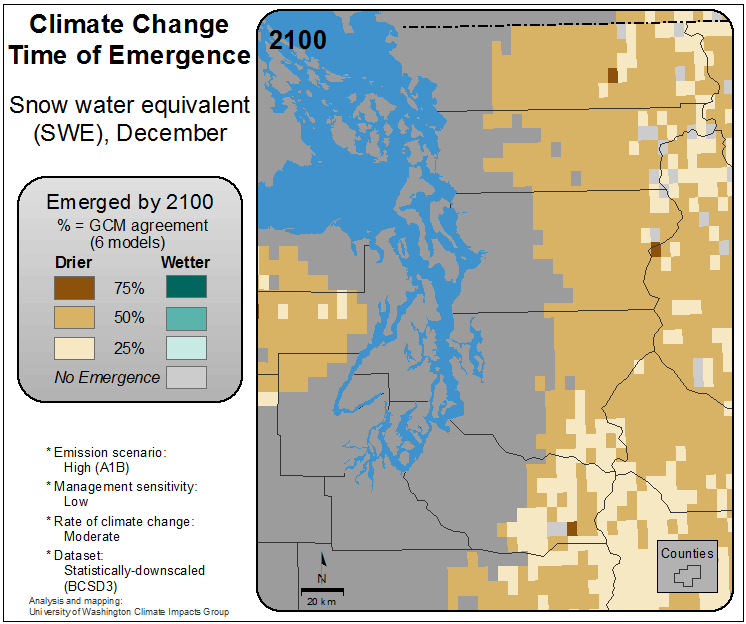 Climate Change
Time of Emergence
Snow water equivalent
(SWE), December
Emerged by 2100
% = GCM agreement
(6 models)
Drier Wetter
75%
50%
25%
No Emergence
* Emission scenario:
High (A1B)
* Management sensitivity:
Low
* Rate of climate change:
Moderate
* Dataset:
Statistically-downscaled
(BCSD3)
Analysis and mapping:
University of Washington Climate Impacts Group
2100
N
20 km
Counties